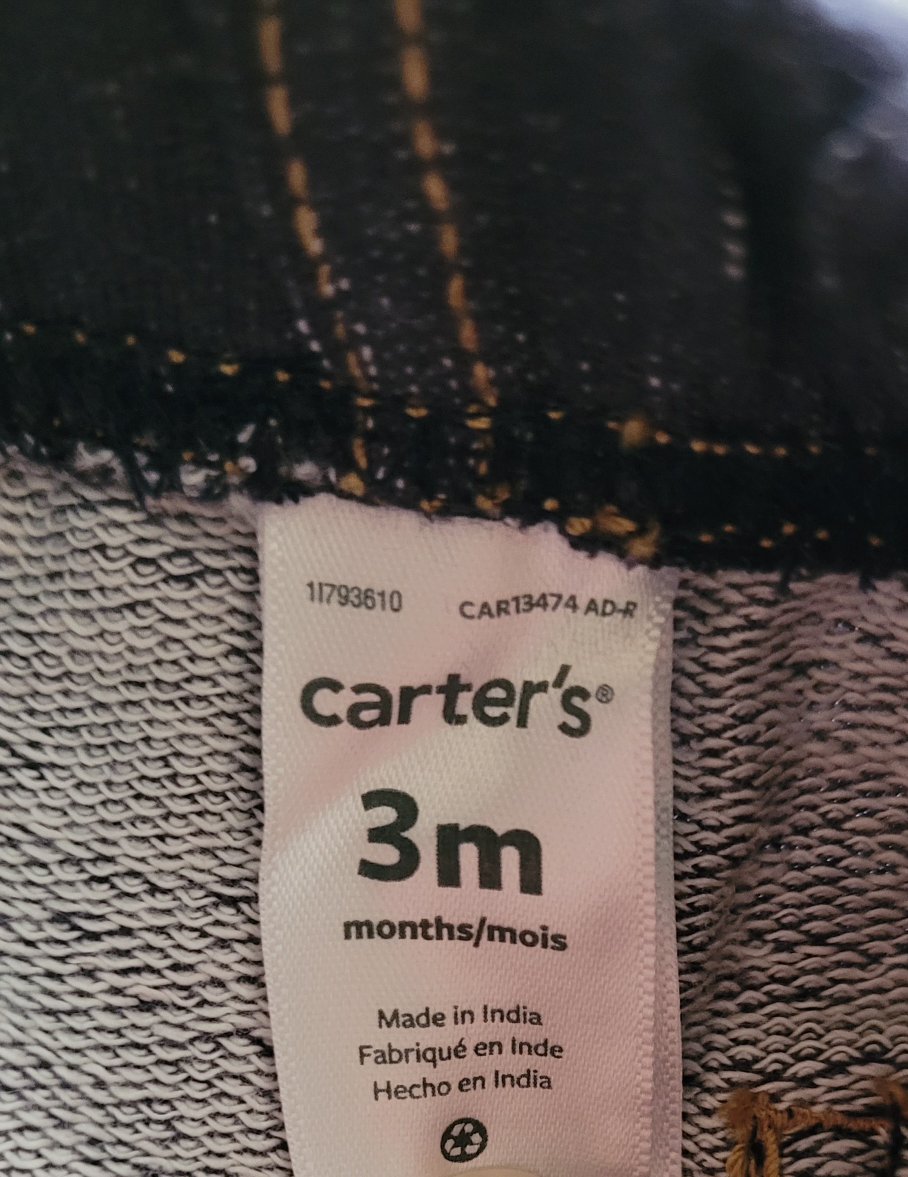 1I793610 CAR13474 AD-R
carter's®
3m
months/mois
Made in India
Fabriqué en Inde
Hecho en India